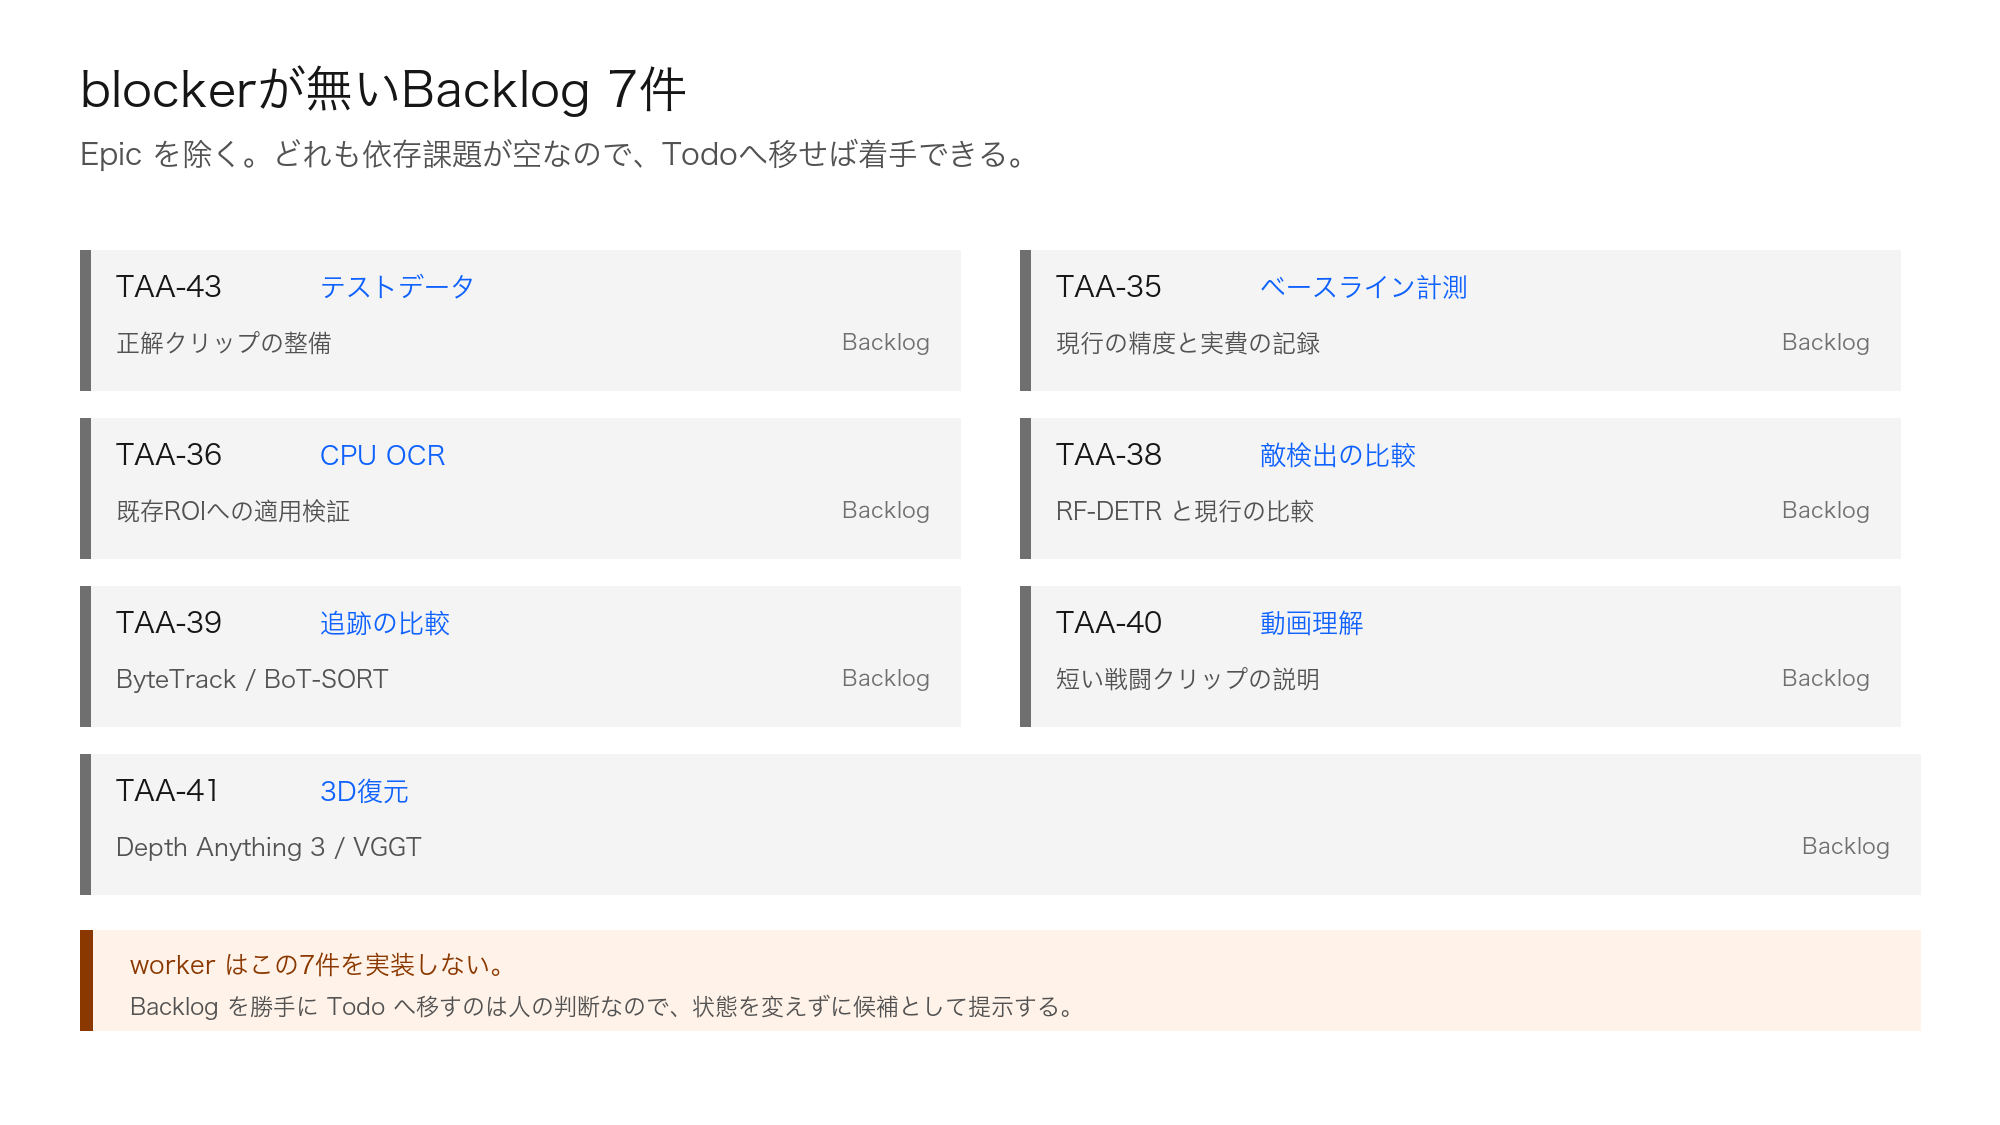 blockerが無いBacklog 7件
Epic を除く。どれも依存課題が空なので、Todoへ移せば着手できる。
TAA-43 テストデータ
正解クリップの整備 Backlog
TAA-35 ベースライン計測
現行の精度と実費の記録 Backlog
TAA-36 CPU OCR
既存ROIへの適用検証 Backlog
TAA-38 敵検出の比較
RF-DETR と現行の比較 Backlog
TAA-39 追跡の比較
ByteTrack / BoT-SORT Backlog
TAA-40 動画理解
短い戦闘クリップの説明 Backlog
TAA-41 3D復元
Depth Anything 3 / VGGT Backlog
worker はこの7件を実装しない。
Backlog を勝手に Todo へ移すのは人の判断なので、状態を変えずに候補として提示する。